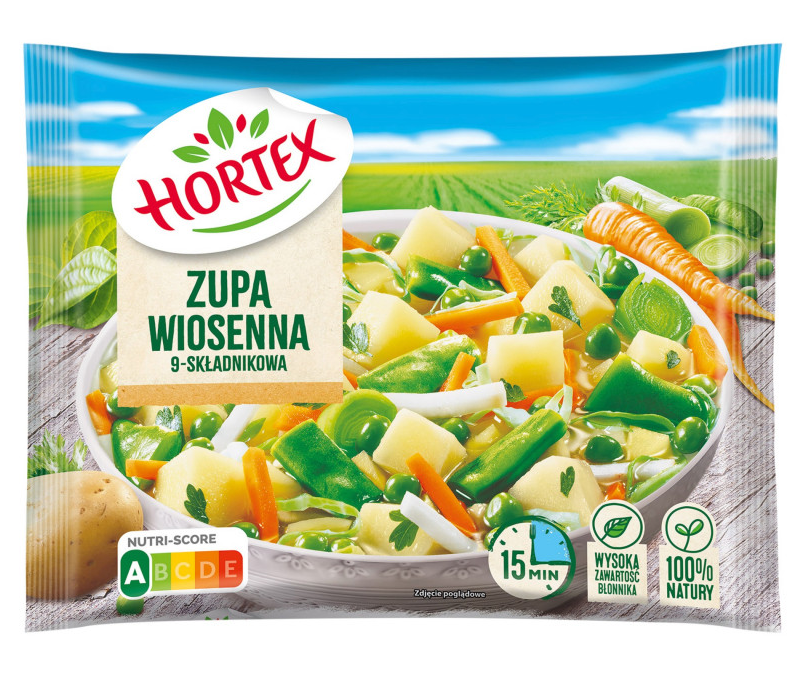 HORTEX
ZUPA
WIOSENNA
9-SKŁADNIKOWA
NUTRI-SCORE
A B C D E
15 MIN
WYSOKA
ZAWARTOŚĆ
BŁONNIKA
100%
NATURY
Zdjęcie poglądowe